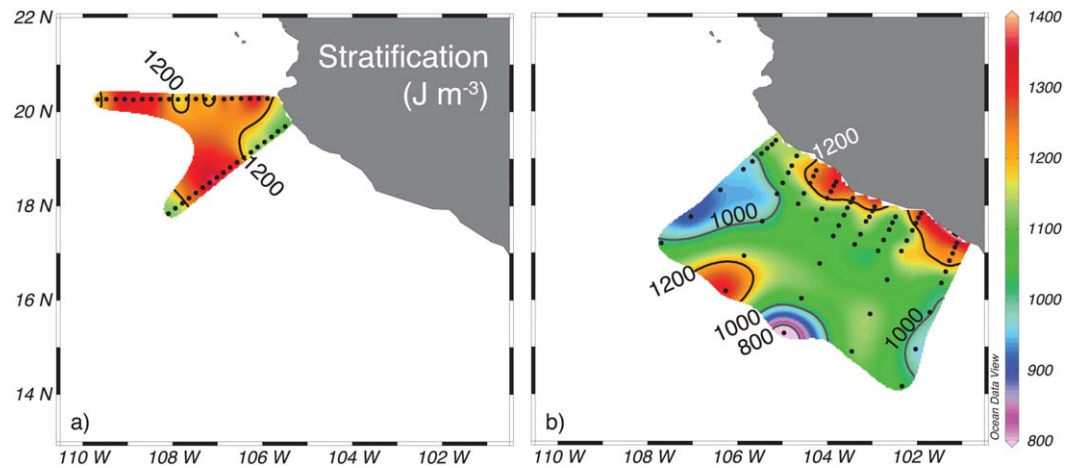 Stratification
(J m-3)
22 N
20 N
18 N
16 N
14 N
1200
1200
a)
110 W
108 W
106 W
104 W
102 W
1200
1000
1200
1000
800
1000
b)
110 W
108 W
106 W
104 W
102 W
Ocean Data View
1400
1300
1200
1100
1000
900
800